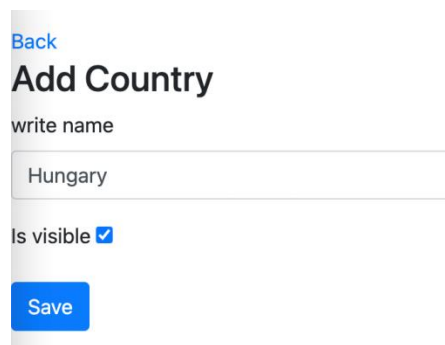 Back
Add Country
write name
Hungary
Is visible
Save